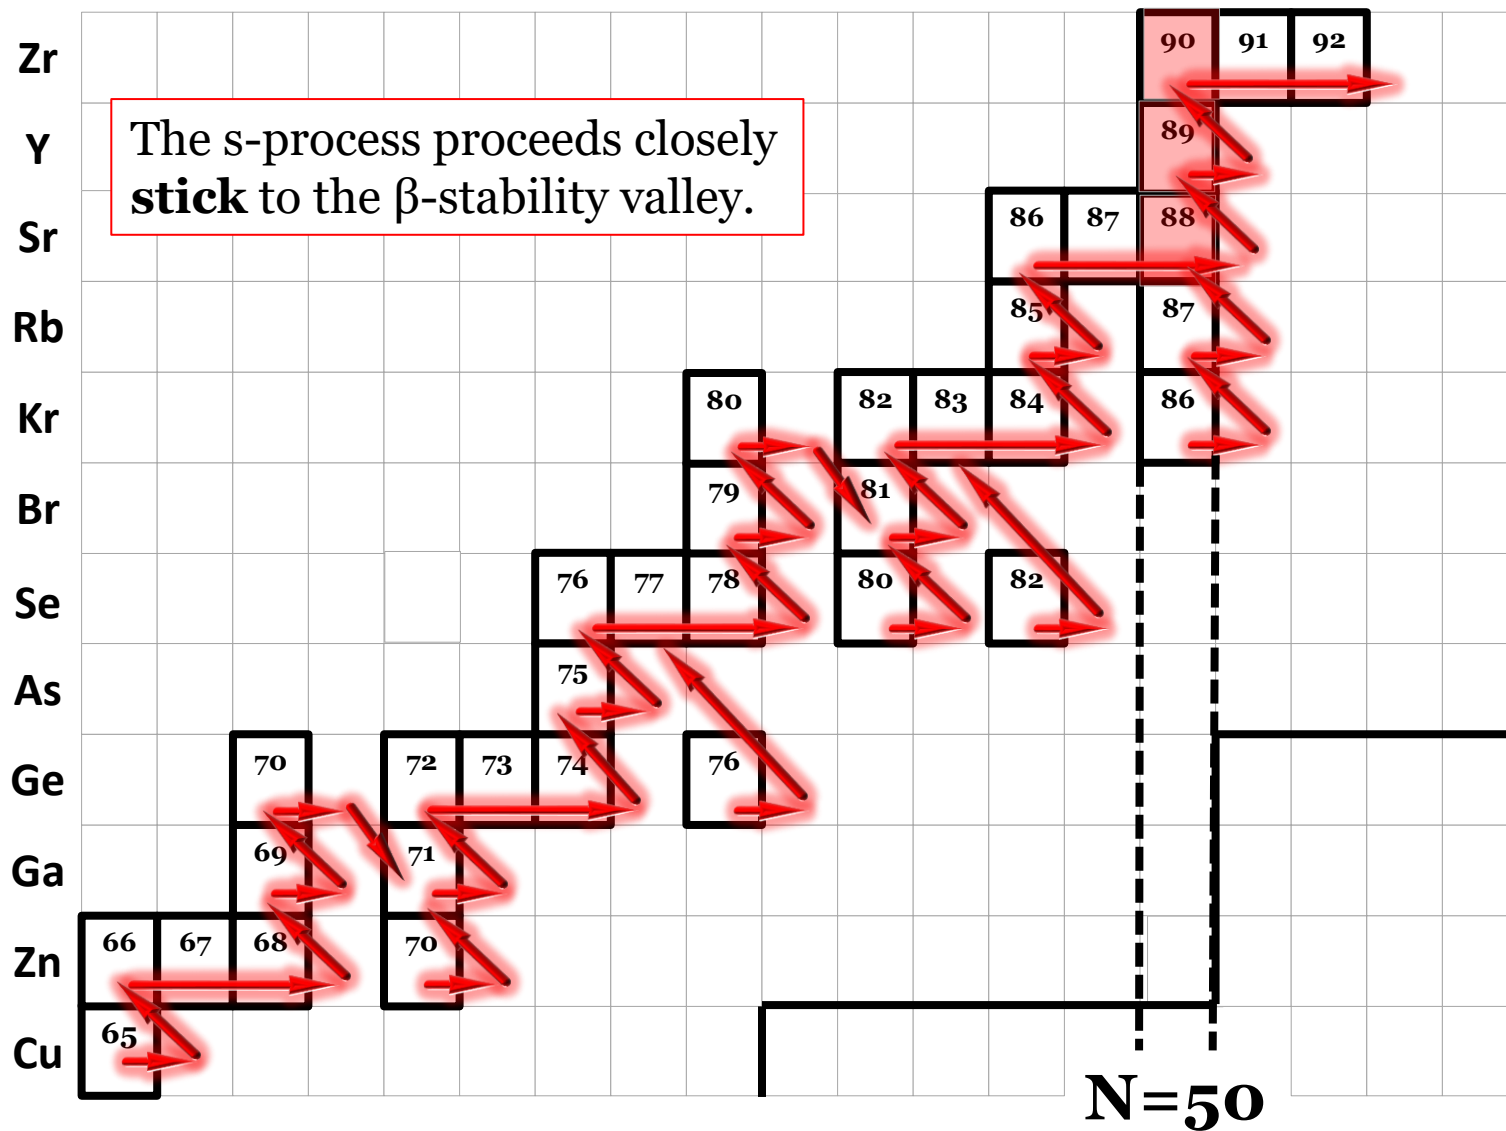 Zr 90 91 92
The s-process proceeds closely
stick to the β-stability valley.
Y 89
Sr 86 87 88
Rb 85 87
Kr 80 82 83 84 86
Br 79 81
Se 76 77 78 80 82
As 75
Ge 70 72 73 74 76
Ga 69 71
Zn 66 67 68 70
Cu 65
N=50